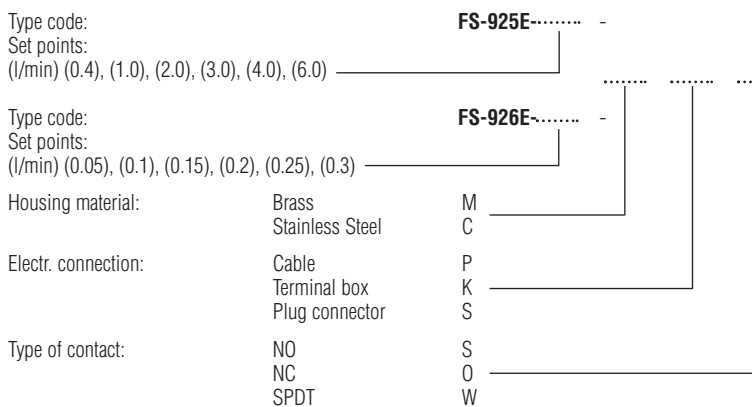 Type code: FS-925E-........ -
Set points:
(l/min) (0.4), (1.0), (2.0), (3.0), (4.0), (6.0)
........ ........ ...
Type code: FS-926E-........ -
Set points:
(l/min) (0.05), (0.1), (0.15), (0.2), (0.25), (0.3)
Housing material: Brass M
Stainless Steel C
Electr. connection: Cable P
Terminal box K
Plug connector S
Type of contact: NO S
NC O
SPDT W